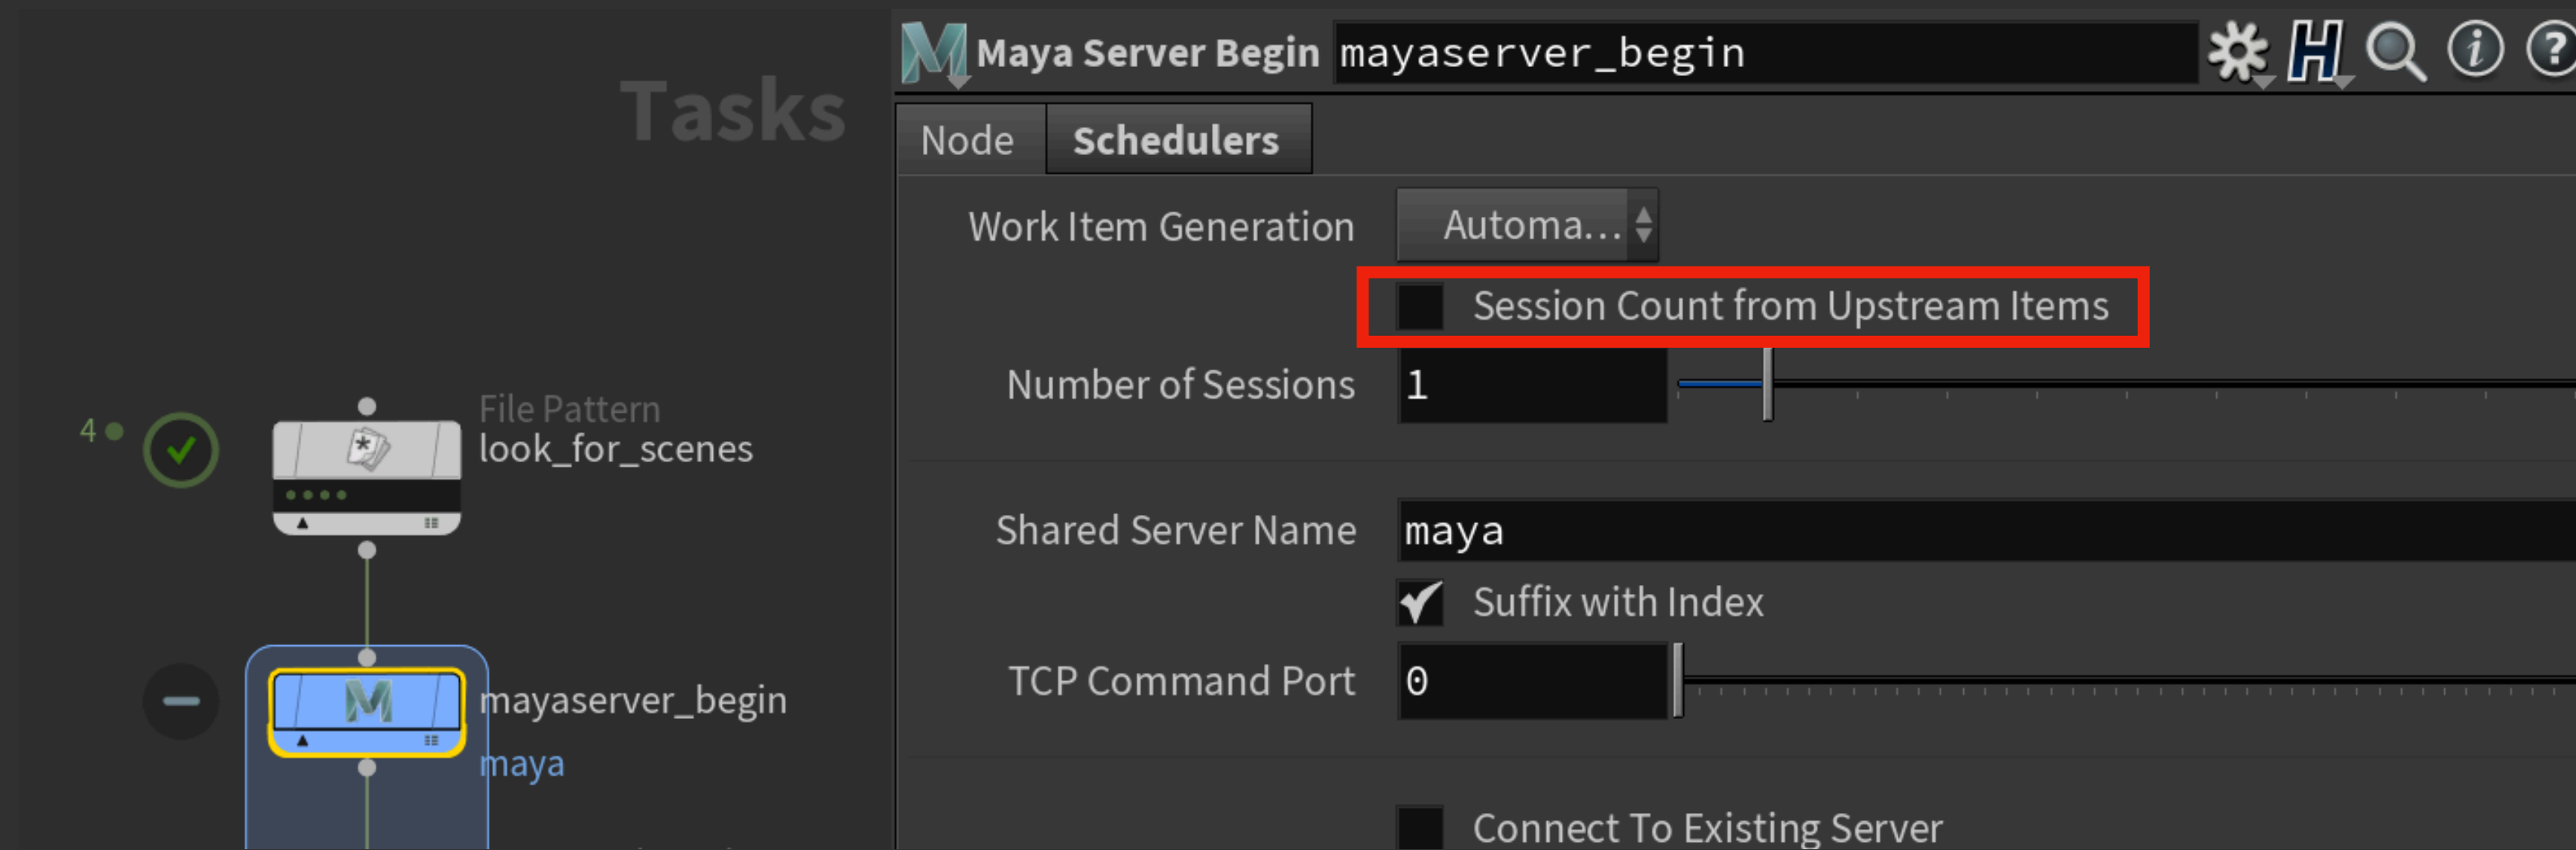 Tasks
4
File Pattern
look_for_scenes
mayaserver_begin
maya
Maya Server Begin mayaserver_begin
Node Schedulers
Work Item Generation Automa...
Session Count from Upstream Items
Number of Sessions 1
Shared Server Name maya
Suffix with Index
TCP Command Port 0
Connect To Existing Server